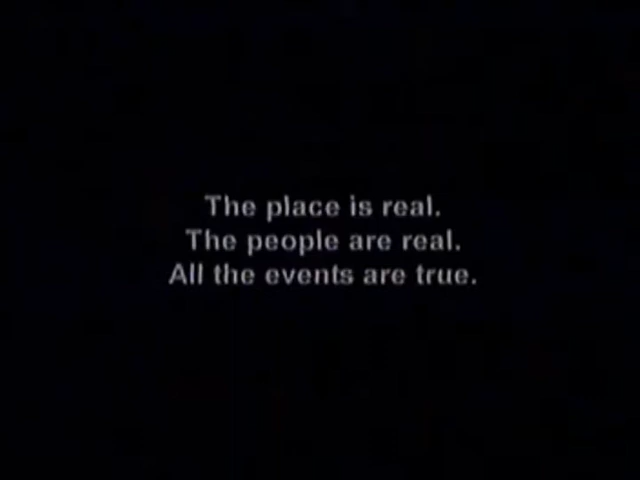 The place is real.
The people are real.
All the events are true.